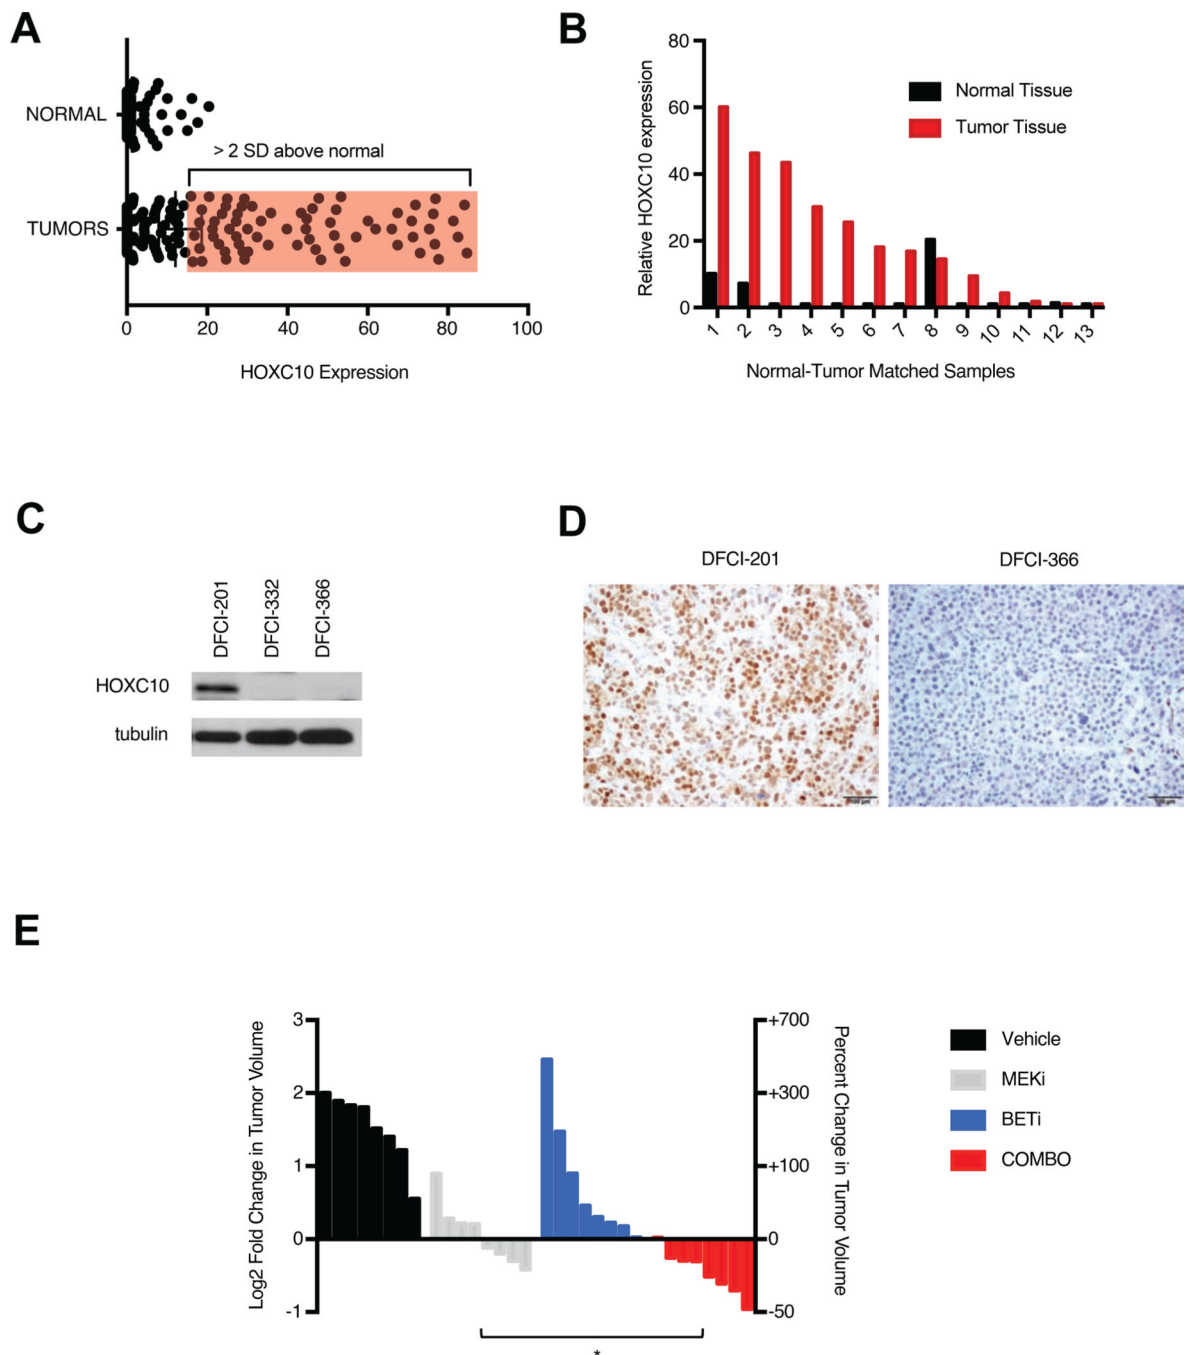 A
NORMAL
> 2 SD above normal
TUMORS
0 20 40 60 80 100
HOXC10 Expression
B
80
60
40
20
0
Relative HOXC10 expression
Normal Tissue
Tumor Tissue
1 2 3 4 5 6 7 8 9 10 11 12 13
Normal-Tumor Matched Samples
C
DFCI-201
DFCI-332
DFCI-366
HOXC10
tubulin
D
DFCI-201
DFCI-366
E
Log2 Fold Change in Tumor Volume
3
2
1
0
-1
+700
+300
+100
0
-50
Percent Change in Tumor Volume
Vehicle
MEKi
BETi
COMBO
*